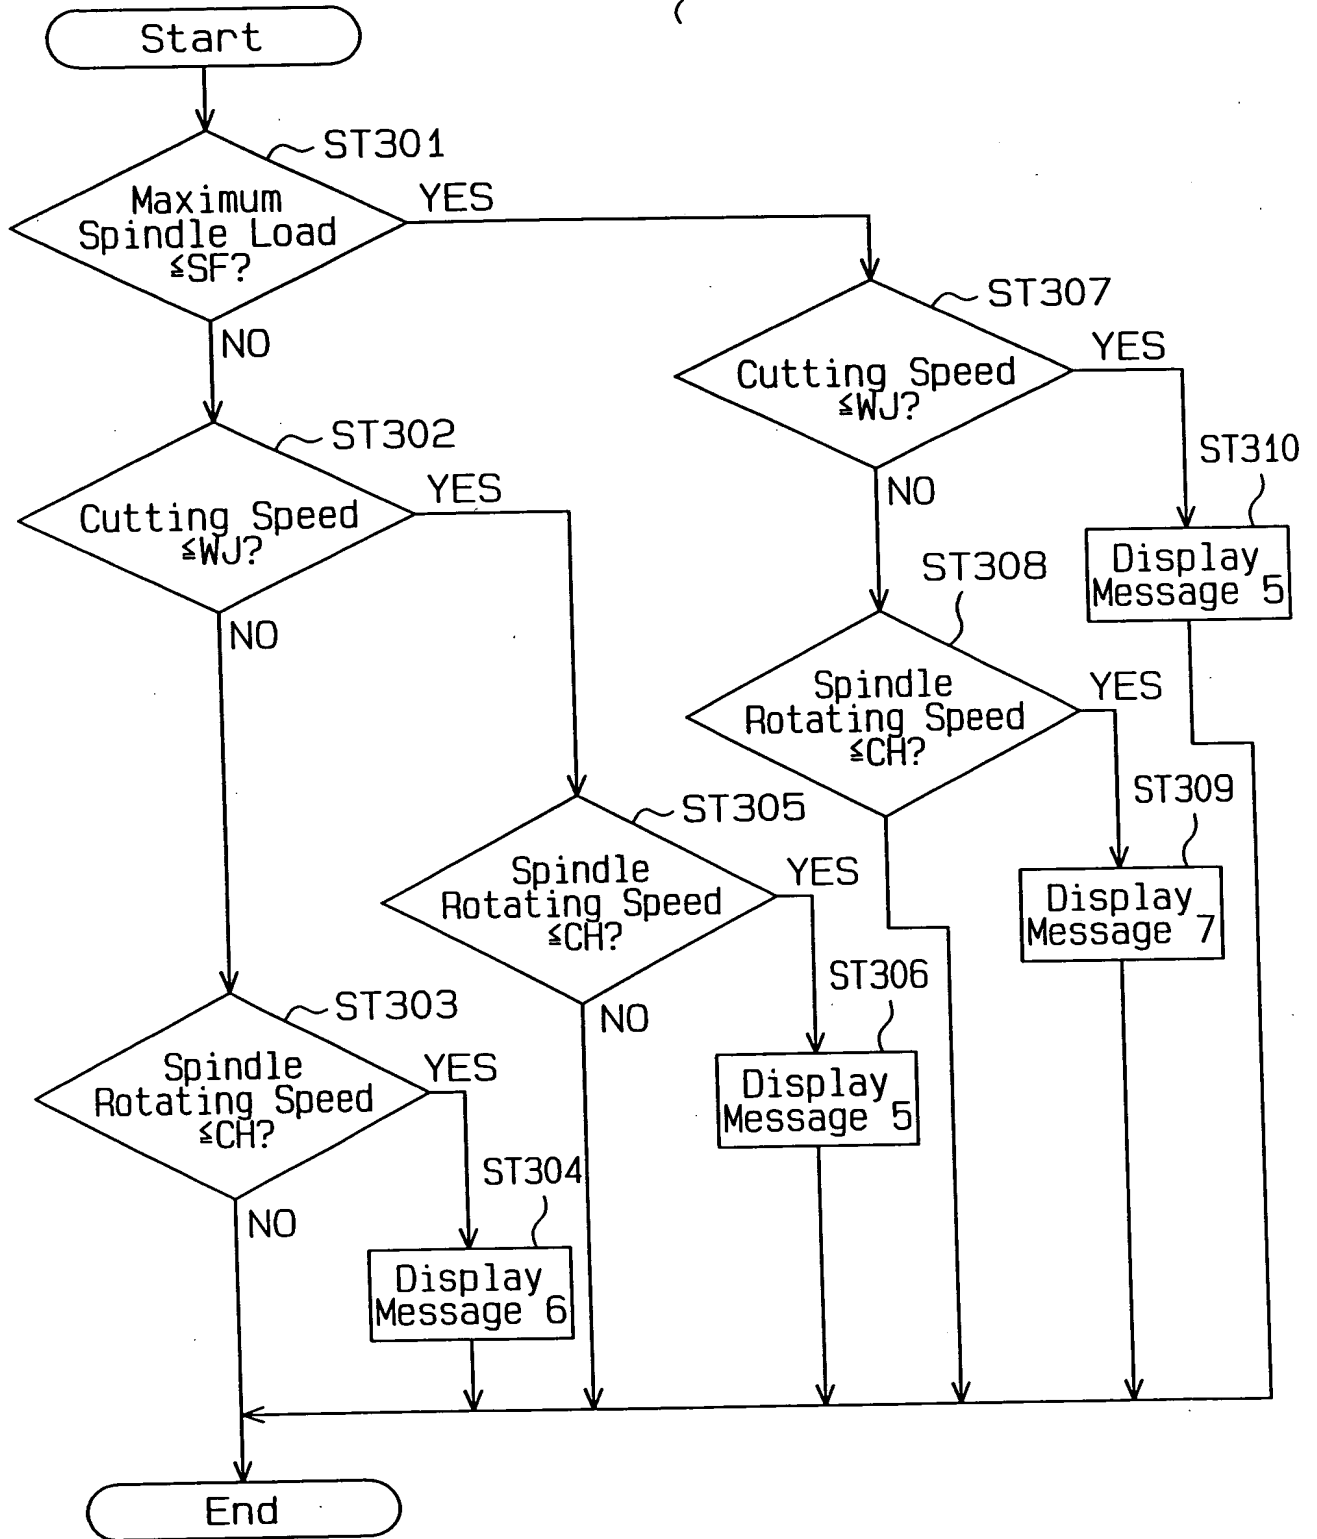 Start
ST301
Maximum
Spindle Load
≦SF?
YES
NO
ST307
Cutting Speed
≦WJ?
YES
NO
ST310
Display
Message 5
ST302
Cutting Speed
≦WJ?
YES
NO
ST308
Spindle
Rotating Speed
≦CH?
YES
ST309
Display
Message 7
ST305
Spindle
Rotating Speed
≦CH?
YES
NO
ST306
Display
Message 5
ST303
Spindle
Rotating Speed
≦CH?
YES
NO
ST304
Display
Message 6
End